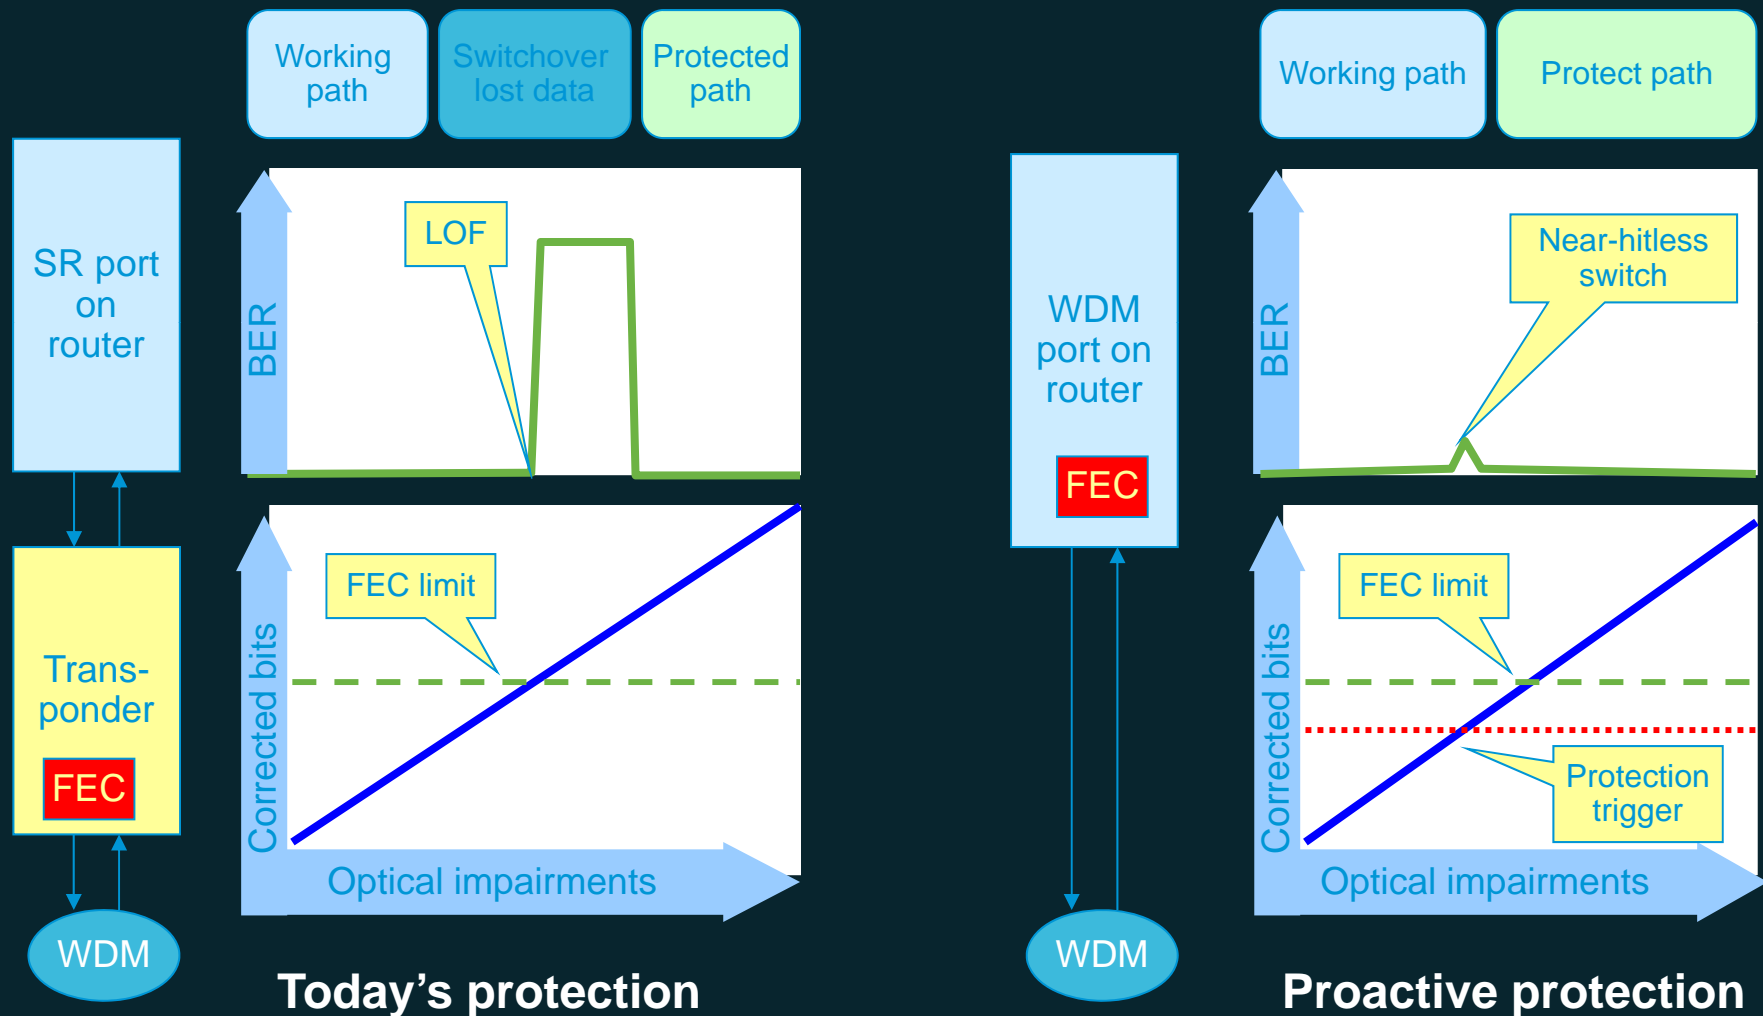 Working
path
Switchover
lost data
Protected
path
SR port
on
router
BER
LOF
Trans-
ponder
FEC
Corrected bits
FEC limit
Optical impairments
WDM
Today's protection
Working path
Protect path
WDM
port on
router
FEC
BER
Near-hitless
switch
Corrected bits
FEC limit
Protection
trigger
Optical impairments
WDM
Proactive protection